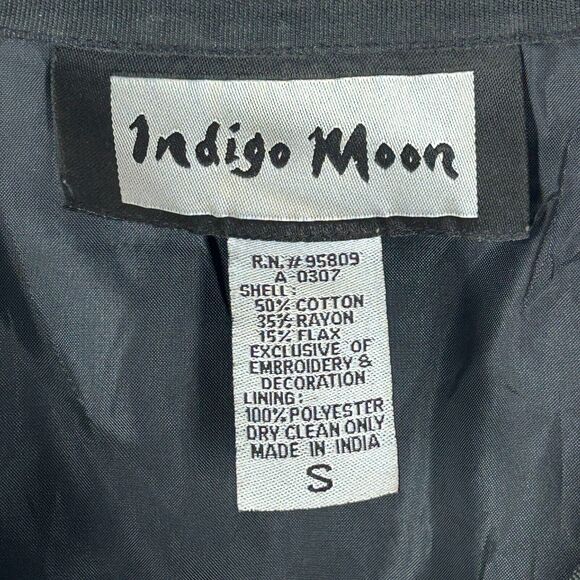 Indigo Moon
R.N.# 95809
A 0307
SHELL:
50% COTTON
35% RAYON
15% FLAX
EXCLUSIVE OF
EMBROIDERY &
DECORATION
LINING:
100% POLYESTER
DRY CLEAN ONLY
MADE IN INDIA
S